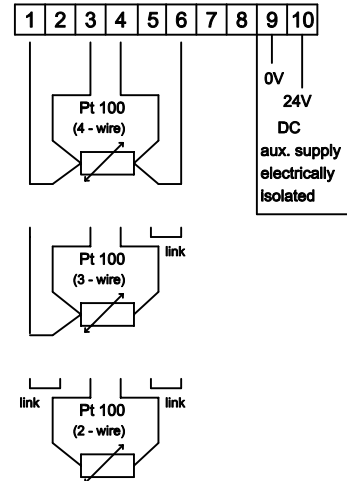 1 2 3 4 5 6 7 8 9 10
0V
24V
DC
aux. supply
electrically
isolated
Pt 100
(4 - wire)
link
Pt 100
(3 - wire)
link
link
Pt 100
(2 - wire)